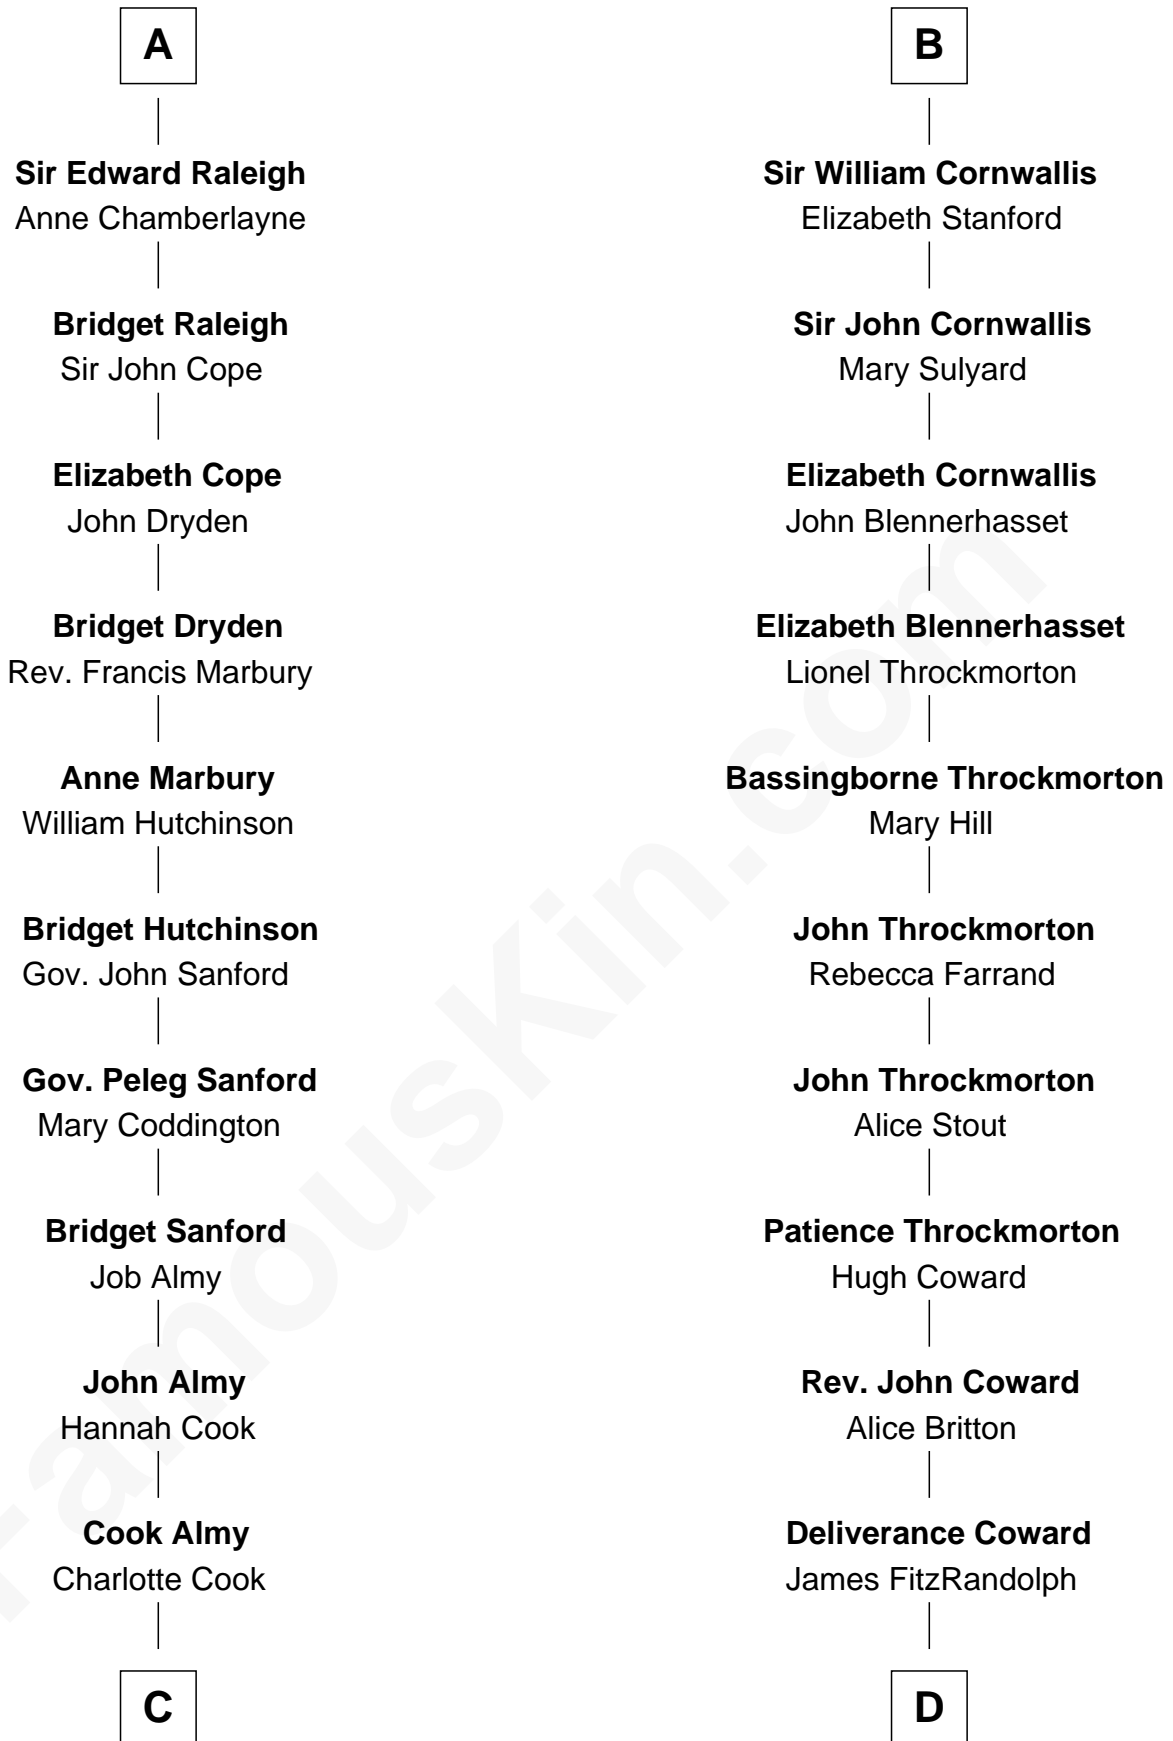 A
Sir Edward Raleigh
Anne Chamberlayne
Bridget Raleigh
Sir John Cope
Elizabeth Cope
John Dryden
Bridget Dryden
Rev. Francis Marbury
Anne Marbury
William Hutchinson
Bridget Hutchinson
Gov. John Sanford
Gov. Peleg Sanford
Mary Coddington
Bridget Sanford
Job Almy
John Almy
Hannah Cook
Cook Almy
Charlotte Cook
C
B
Sir William Cornwallis
Elizabeth Stanford
Sir John Cornwallis
Mary Sulyard
Elizabeth Cornwallis
John Blennerhasset
Elizabeth Blennerhasset
Lionel Throckmorton
Bassingborne Throckmorton
Mary Hill
John Throckmorton
Rebecca Farrand
John Throckmorton
Alice Stout
Patience Throckmorton
Hugh Coward
Rev. John Coward
Alice Britton
Deliverance Coward
James FitzRandolph
D
FamousKin.com